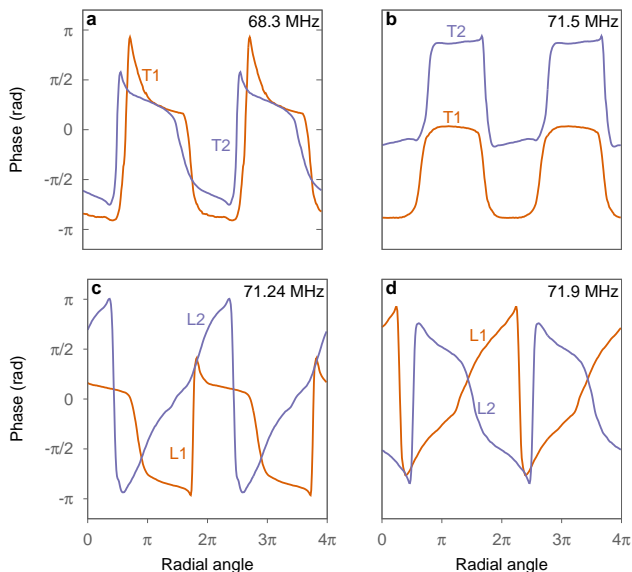 a
68.3 MHz
b
71.5 MHz
π
π/2
0
-π/2
-π
Phase (rad)
T1
T2
T2
T1
c
71.24 MHz
d
71.9 MHz
π
π/2
0
-π/2
-π
Phase (rad)
L2
L1
L1
L2
0
π
2π
3π
4π
0
π
2π
3π
4π
Radial angle
Radial angle